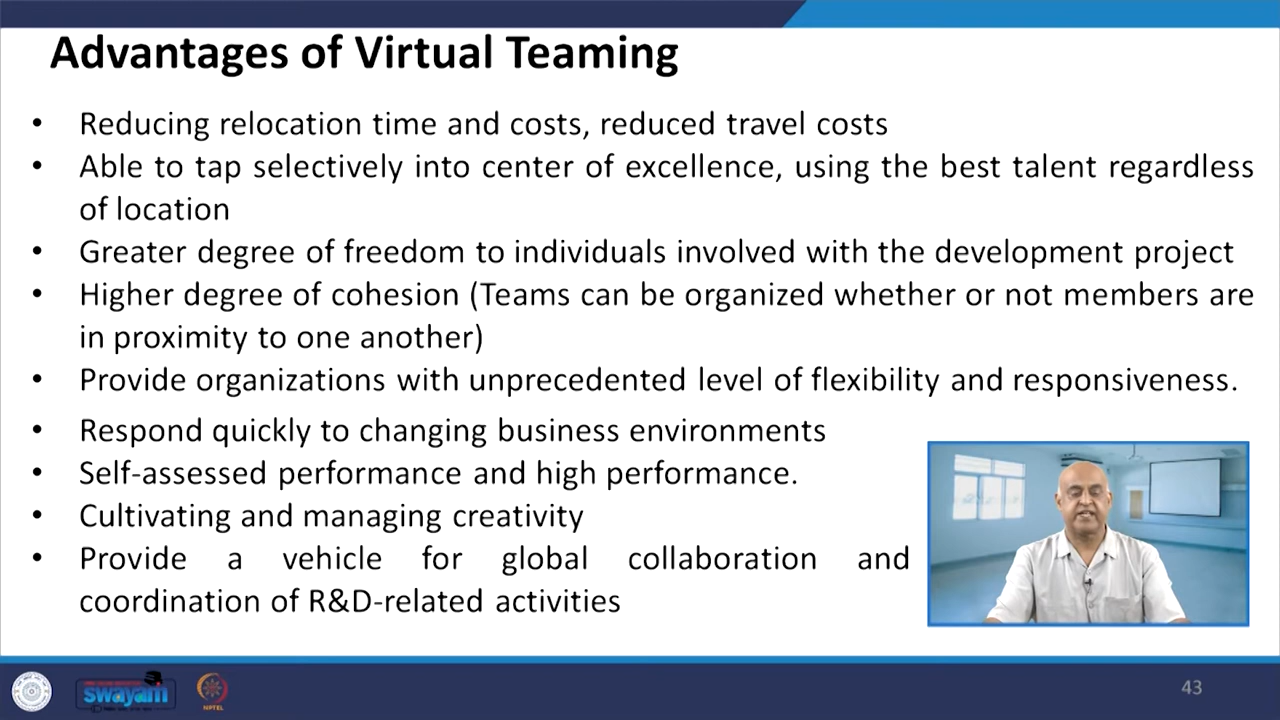 Advantages of Virtual Teaming
• Reducing relocation time and costs, reduced travel costs
• Able to tap selectively into center of excellence, using the best talent regardless
of location
• Greater degree of freedom to individuals involved with the development project
• Higher degree of cohesion (Teams can be organized whether or not members are
in proximity to one another)
• Provide organizations with unprecedented level of flexibility and responsiveness.
• Respond quickly to changing business environments
• Self-assessed performance and high performance.
• Cultivating and managing creativity
• Provide a vehicle for global collaboration and
coordination of R&D-related activities
swayam
NPTEL
43